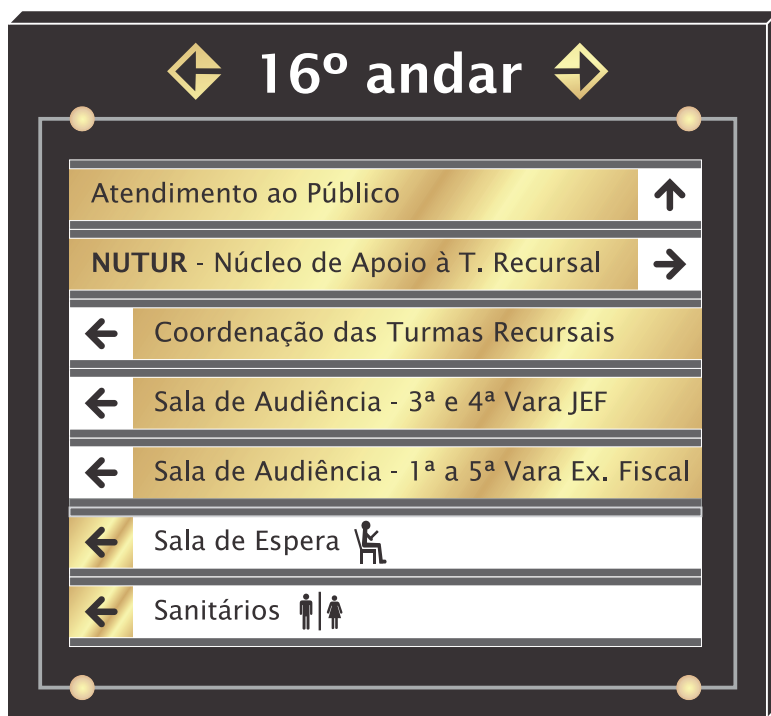 16º andar
Atendimento ao Público
NUTUR - Núcleo de Apoio à T. Recursal
Coordenação das Turmas Recursais
Sala de Audiência - 3ª e 4ª Vara JEF
Sala de Audiência - 1ª a 5ª Vara Ex. Fiscal
Sala de Espera
Sanitários